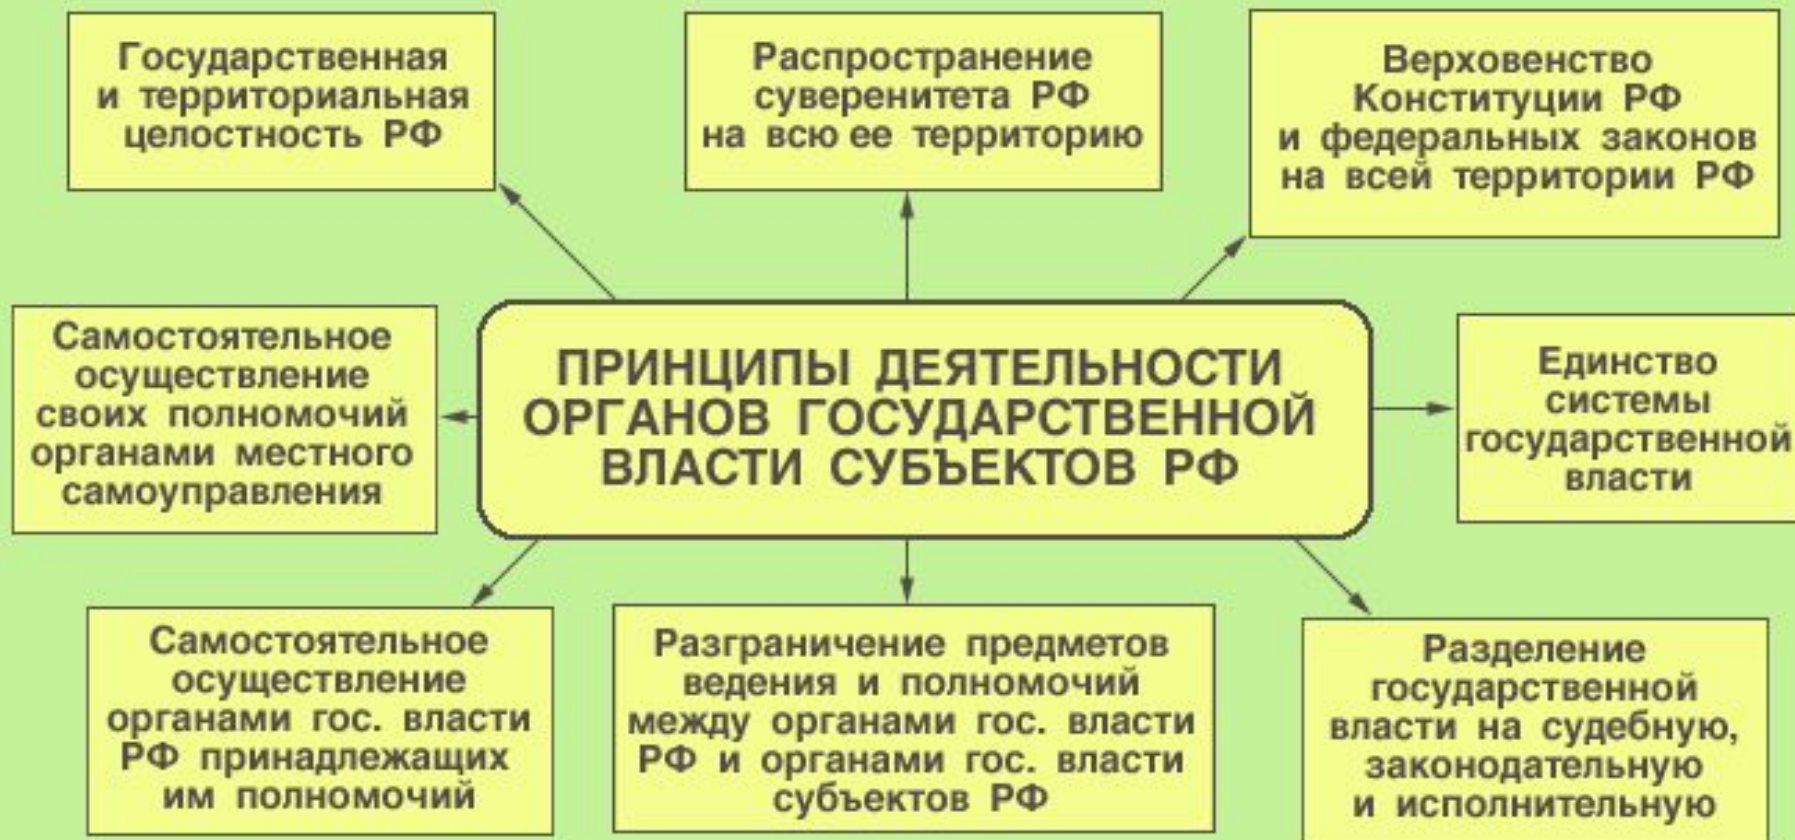 Государственная
и территориальная
целостность РФ
Распространение
суверенитета РФ
на всю ее территорию
Верховенство
Конституции РФ
и федеральных законов
на всей территории РФ
Самостоятельное
осуществление
своих полномочий
органами местного
самоуправления
ПРИНЦИПЫ ДЕЯТЕЛЬНОСТИ
ОРГАНОВ ГОСУДАРСТВЕННОЙ
ВЛАСТИ СУБЪЕКТОВ РФ
Единство
системы
государственной
власти
Самостоятельное
осуществление
органами гос. власти
РФ принадлежащих
им полномочий
Разграничение предметов
ведения и полномочий
между органами гос. власти
РФ и органами гос. власти
субъектов РФ
Разделение
государственной
власти на судебную,
законодательную
и исполнительную